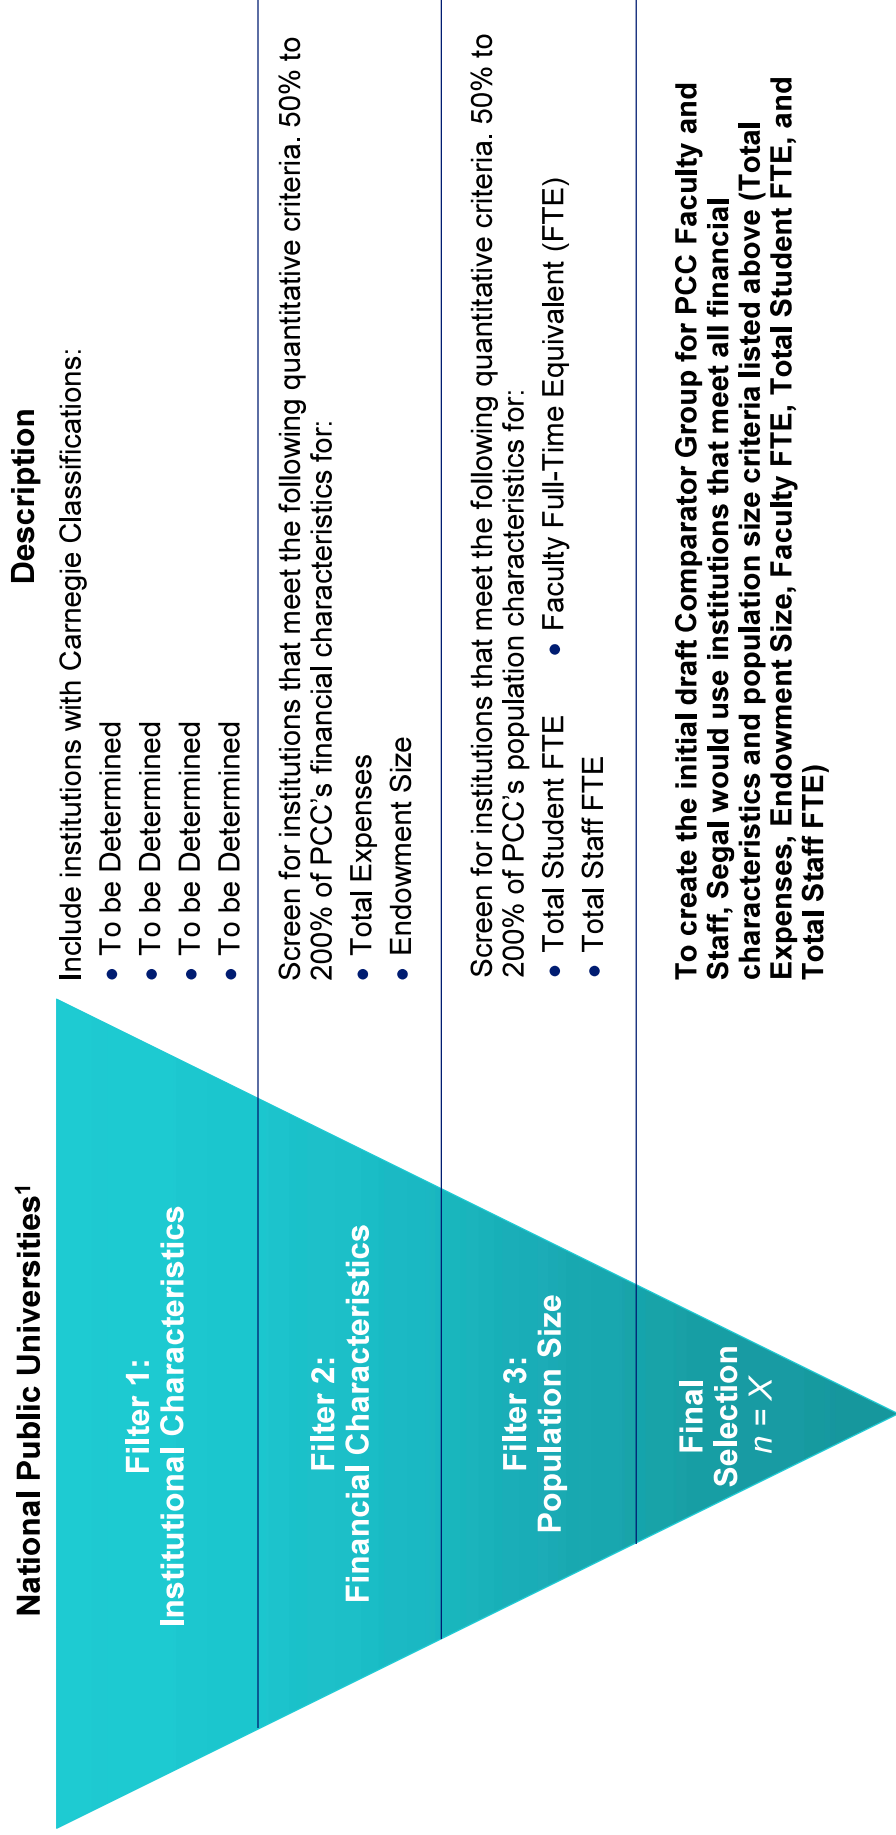 National Public Universities¹
Description
Filter 1:
Institutional Characteristics
Include institutions with Carnegie Classifications:
• To be Determined
• To be Determined
• To be Determined
• To be Determined
Filter 2:
Financial Characteristics
Screen for institutions that meet the following quantitative criteria. 50% to
200% of PCC’s financial characteristics for:
• Total Expenses
• Endowment Size
Filter 3:
Population Size
Screen for institutions that meet the following quantitative criteria. 50% to
200% of PCC’s population characteristics for:
• Total Student FTE • Faculty Full-Time Equivalent (FTE)
• Total Staff FTE
Final
Selection
n = X
To create the initial draft Comparator Group for PCC Faculty and
Staff, Segal would use institutions that meet all financial
characteristics and population size criteria listed above (Total
Expenses, Endowment Size, Faculty FTE, Total Student FTE, and
Total Staff FTE)